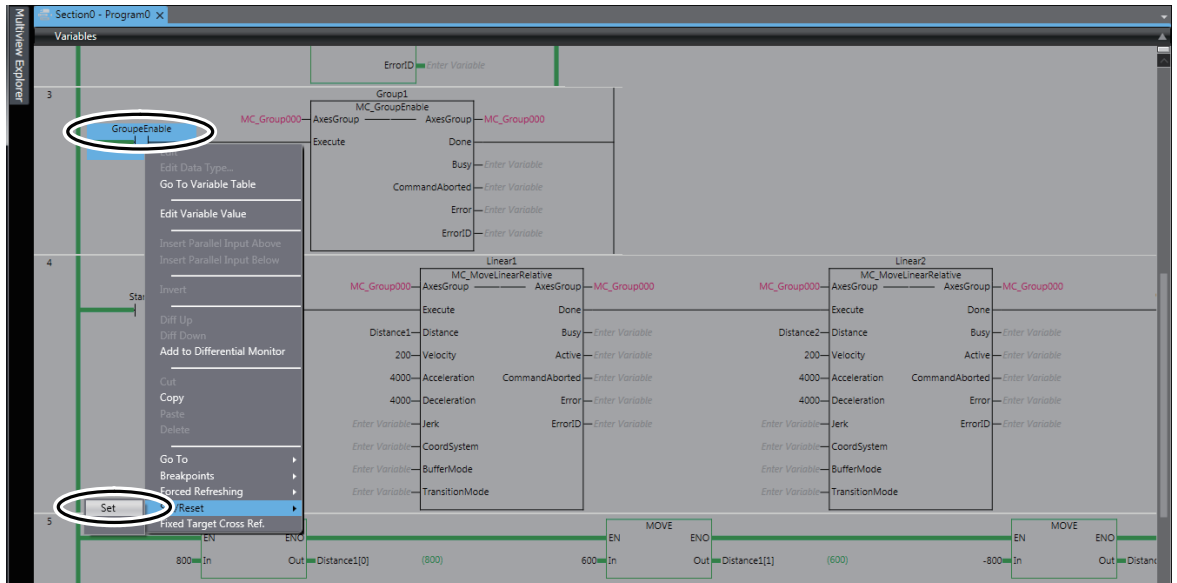 Multiview Explorer
Section0 - Program0 ×
Variables
ErrorID Enter Variable
3
Group1
MC_GroupEnable
MC_Group000 AxesGroup AxesGroup MC_Group000
GroupeEnable
Execute Done
Busy Enter Variable
CommandAborted Enter Variable
Error Enter Variable
ErrorID Enter Variable
Edit Data Type...
Go To Variable Table
Edit Variable Value
Insert Parallel Input Above
Insert Parallel Input Below
Invert
Diff Up
Diff Down
Add to Differential Monitor
Cut
Copy
Paste
Delete
Go To
Breakpoints
Forced Refreshing
/Reset
Fixed Target Cross Ref.
Set
4
Linear1
MC_MoveLinearRelative
MC_Group000 AxesGroup AxesGroup MC_Group000
Execute Done
Distance1 Distance Busy Enter Variable
200 Velocity Active Enter Variable
4000 Acceleration CommandAborted Enter Variable
4000 Deceleration Error Enter Variable
Enter Variable Jerk ErrorID Enter Variable
Enter Variable CoordSystem
Enter Variable BufferMode
Enter Variable TransitionMode
Linear2
MC_MoveLinearRelative
MC_Group000 AxesGroup AxesGroup MC_Group000
Execute Done
Distance2 Distance Busy Enter Variable
200 Velocity Active Enter Variable
4000 Acceleration CommandAborted Enter Variable
4000 Deceleration Error Enter Variable
Enter Variable Jerk ErrorID Enter Variable
Enter Variable CoordSystem
Enter Variable BufferMode
Enter Variable TransitionMode
5
EN ENO
800 In Out Distance1[0] (800)
MOVE
EN ENO
600 In Out Distance1[1] (600)
MOVE
EN ENO
-800 In Out Distanc